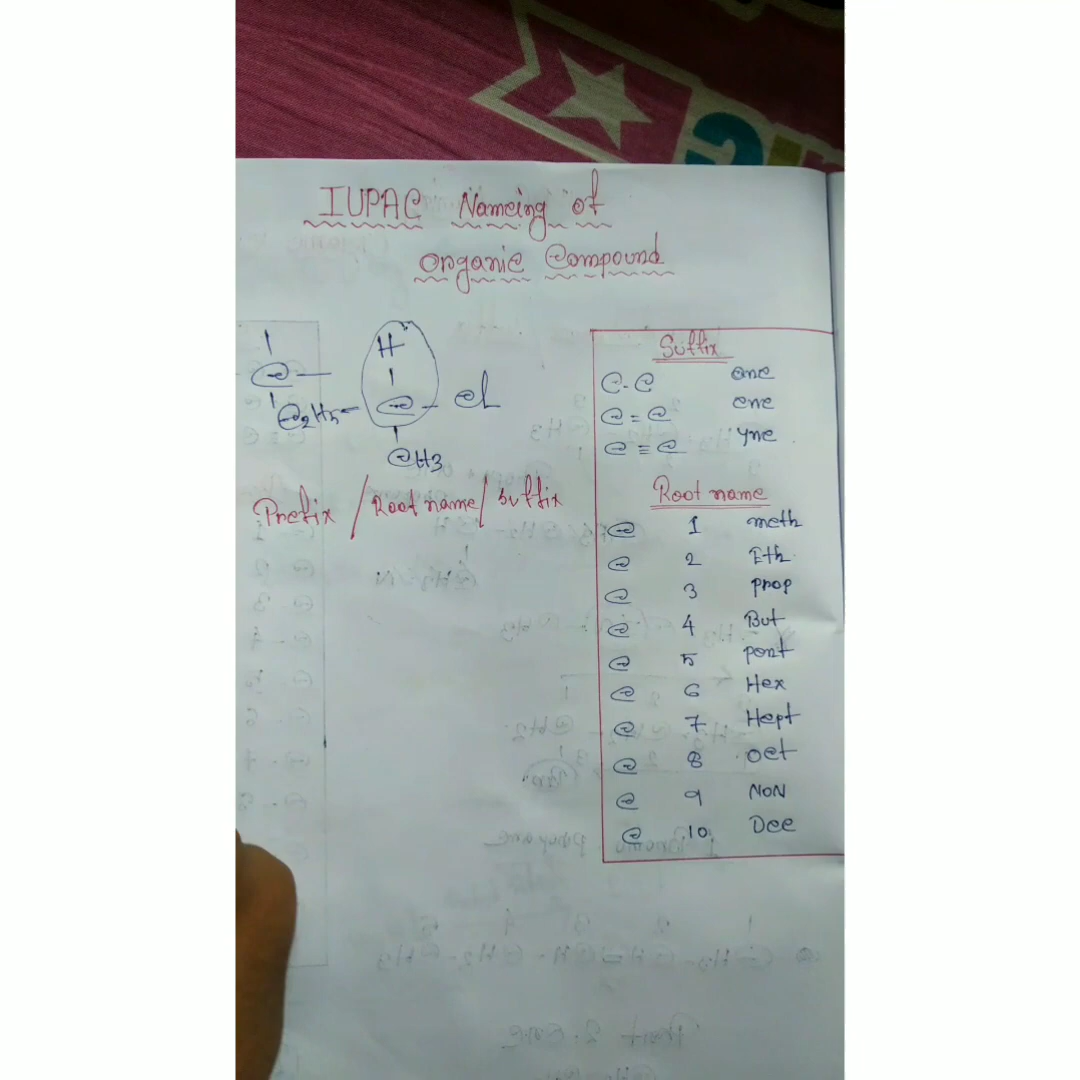 IUPAC Nameing of
Organic Compound
H
C
C2H5-C-Cl
CH3
Prefix / Root name / Suffix
Suffix
C-C ane
C=C ene
C≡C yne
Root name
C 1 meth
C 2 Eth
C 3 prop
C 4 But
C 5 pent
C 6 Hex
C 7 Hept
C 8 Oct
C 9 NON
C 10 Dec